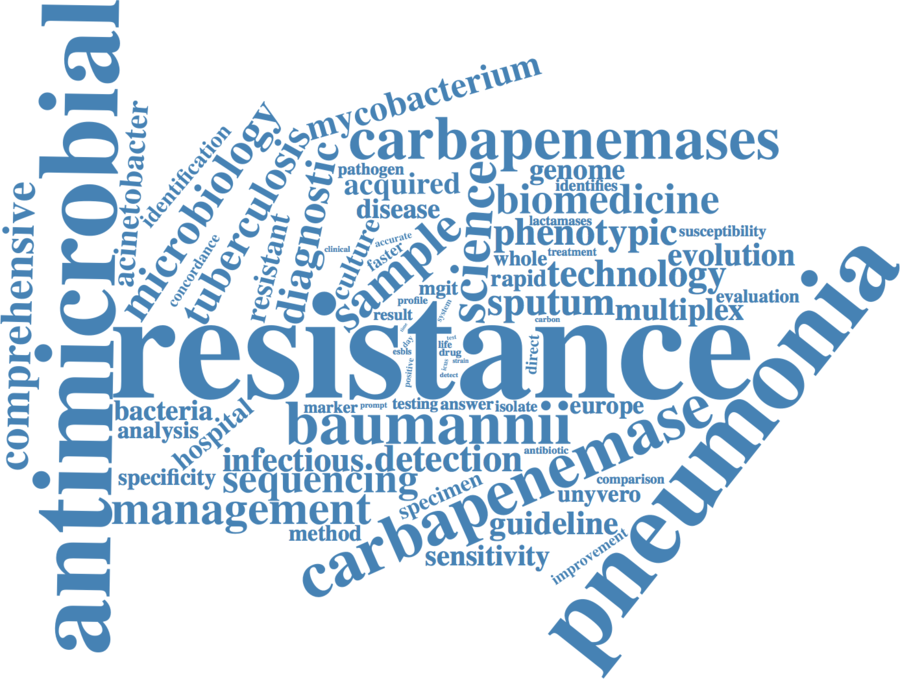 antimicrobial
comprehensive
acinetobacter
identification
microbiology
concordance
tuberculosis
resistant
diagnostic
mycobacterium
carbapenemases
pathogen
acquired
disease
genome
identifies
biomedicine
lactamases
phenotypic
susceptibility
science
culture
clinical
accurate
faster
sample
whole
treatment
evolution
rapid
technology
mgit
profile
result
system
sputum
multiplex
evaluation
carbon
resistance
day
test
life
drug
esbls
strain
positive
detect
direct
pneumonia
bacteria
marker
prompt
testing
answer
isolate
europe
analysis
hospital
baumannii
infectious
detection
antibiotic
specificity
sequencing
specimen
carbapenemase
comparison
unyvero
management
method
guideline
sensitivity
improvement